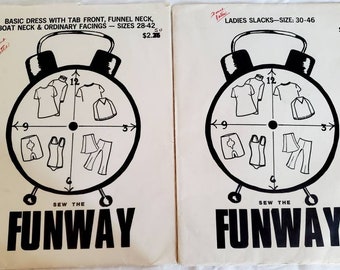 BASIC DRESS WITH TAB FRONT, FUNNEL NECK,
BOAT NECK & ORDINARY FACINGS — SIZES 28-42
12
9
3
6
SEW THE
FUNWAY
LADIES SLACKS—SIZE: 30-46
12
9
3
6
SEW THE
FUNWAY